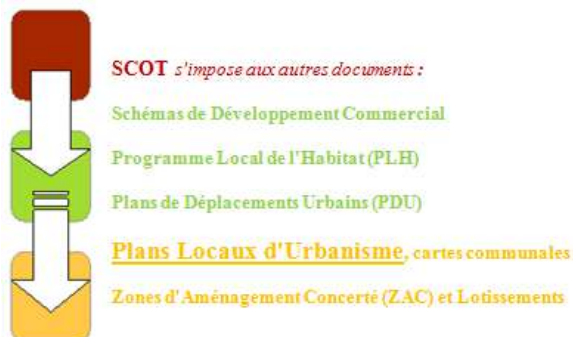 SCOT s'impose aux autres documents :
Schémas de Développement Commercial
Programme Local de l'Habitat (PLH)
Plans de Déplacements Urbains (PDU)
Plans Locaux d'Urbanisme, cartes communales
Zones d'Aménagement Concerté (ZAC) et Lotissements